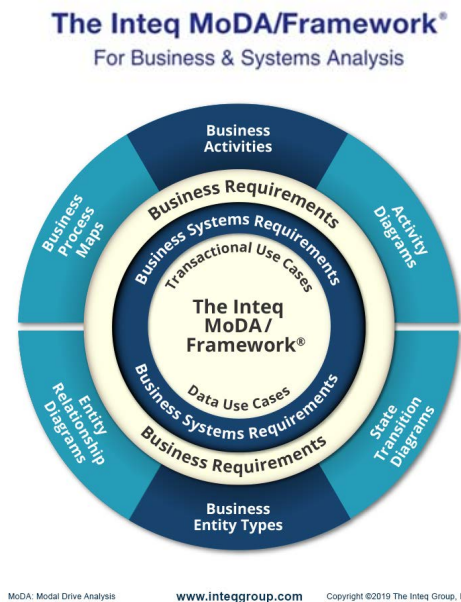 The Inteq MoDA/Framework®
For Business & Systems Analysis
Business
Activities
Business
Process
Maps
Activity
Diagrams
Business Requirements
Business Systems Requirements
Transactional Use Cases
The Inteq
MoDA/
Framework®
Data Use Cases
Business Systems Requirements
Business Requirements
Entity
Relationship
Diagrams
State
Transition
Diagrams
Business
Entity Types
MoDA: Modal Drive Analysis
www.inteqgroup.com
Copyright ©2019 The Inteq Group,